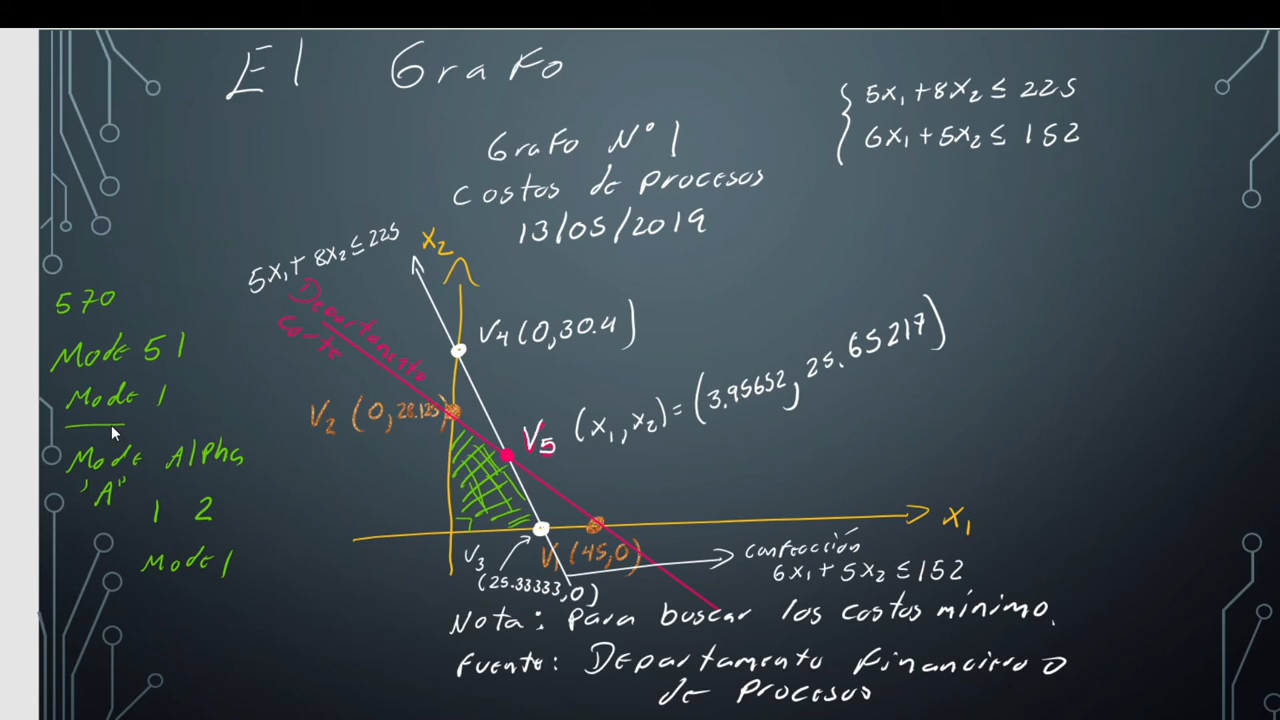 El Grafo
5x₁ + 8x₂ ≤ 225
6x₁ + 5x₂ ≤ 152
Grafo N° 1
Costos de Procesos
13/05/2019
5x₁ + 8x₂ ≤ 225
Departamento
Corte
x₂
570
Mode 5 1
Mode 1
Mode Alpha
"A"
1 2
Mode 1
V₄ (0, 30.4)
V₂ (0, 28.125)
V₅ (x₁, x₂) = (3.95652, 25.65217)
x₁
V₃
(25.33333, 0)
V₁ (45, 0)
confección
6x₁ + 5x₂ ≤ 152
Nota: Para buscar los costos mínimo.
Fuente: Departamento Financiero
de Procesos